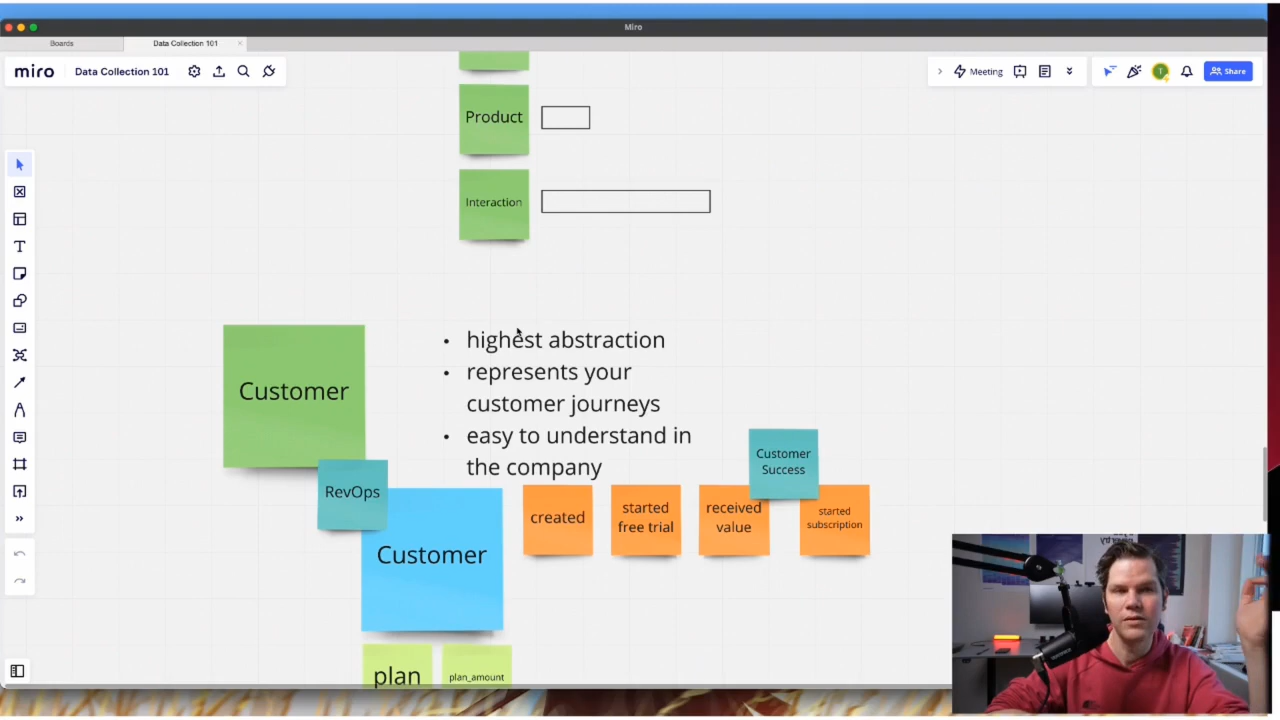 Miro
Boards
Data Collection 101
miro
Data Collection 101
Meeting
T
Share
Product
Interaction
Customer
• highest abstraction
• represents your
customer journeys
• easy to understand in
the company
Customer
Success
RevOps
Customer
created
started
free trial
received
value
started
subscription
plan
plan_amount